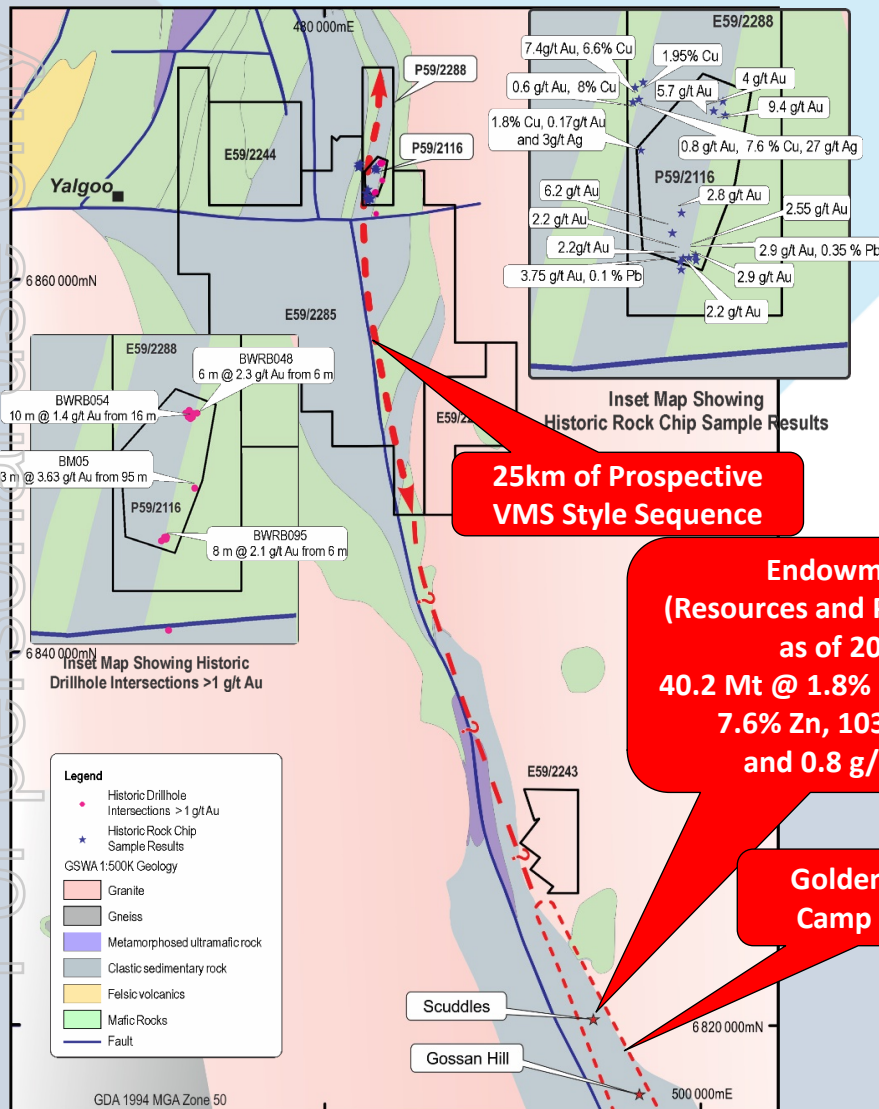 480 000mE
P59/2288
P59/2116
E59/2244
Yalgoo
6 860 000mN
E59/2285
E59/2288
7.4g/t Au, 6.6% Cu
1.95% Cu
0.6 g/t Au, 8% Cu
5.7 g/t Au
4 g/t Au
9.4 g/t Au
1.8% Cu, 0.17g/t Au
and 3g/t Ag
0.8 g/t Au, 7.6 % Cu, 27 g/t Ag
P59/2116
6.2 g/t Au
2.8 g/t Au
2.2 g/t Au
2.55 g/t Au
2.2g/t Au
2.9 g/t Au, 0.35 % Pb
3.75 g/t Au, 0.1 % Pb
2.9 g/t Au
2.2 g/t Au
Inset Map Showing
Historic Rock Chip Sample Results
E59/2288
BWRB048
6 m @ 2.3 g/t Au from 6 m
BWRB054
10 m @ 1.4 g/t Au from 16 m
BM05
3 m @ 3.63 g/t Au from 95 m
P59/2116
BWRB095
8 m @ 2.1 g/t Au from 6 m
6 840 000mN
Inset Map Showing Historic
Drillhole Intersections >1 g/t Au
25km of Prospective
VMS Style Sequence
(Resources and
as of
40.2 Mt @ 1.8%
7.6% Zn,
and 0.8
E59/2243
Golden
Camp
?
?
?
?
Legend
Historic Drillhole
Intersections > 1 g/t Au
Historic Rock Chip
Sample Results
GSWA 1:500K Geology
Granite
Gneiss
Metamorphosed ultramafic rock
Clastic sedimentary rock
Felsic volcanics
Mafic Rocks
Fault
Scuddles
Gossan Hill
6 820 000mN
500 000mE
GDA 1994 MGA Zone 50
personal use only